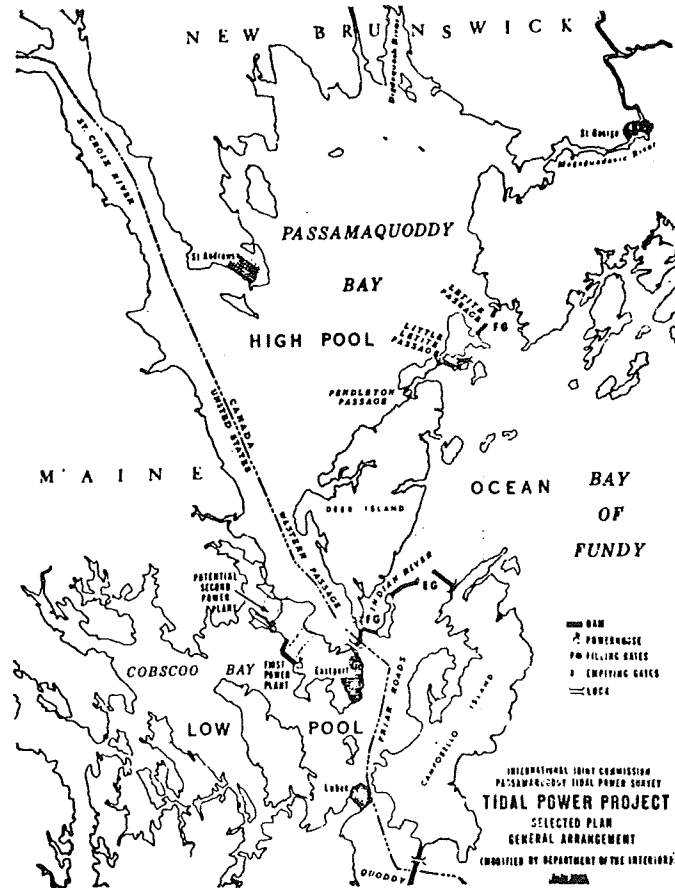 NEW BRUNSWICK
ST. CROIX RIVER
St George
Magaguadavic River
PASSAMAQUODDY
BAY
St Andrews
LETITE
PASSAGE
FG
LITTLE
LETITE
PASSAGE
HIGH POOL
PENDLETON
PASSAGE
CANADA
UNITED STATES
MAINE
OCEAN
BAY
OF
FUNDY
DEER ISLAND
WESTERN PASSAGE
INDIAN RIVER
EG
FG
POTENTIAL
SECOND
POWER
PLANT
COBSCOO BAY
FIRST
POWER
PLANT
Eastport
LOW POOL
FRIAR ROADS
CAMPOBELLO ISLAND
Lubec
QUODDY
DAM
POWERHOUSE
FILLING GATES
EMPTYING GATES
LOCK
INTERNATIONAL JOINT COMMISSION
PASSAMAQUODDY TIDAL POWER SURVEY
TIDAL POWER PROJECT
SELECTED PLAN
GENERAL ARRANGEMENT
(MODIFIED BY DEPARTMENT OF THE INTERIOR)